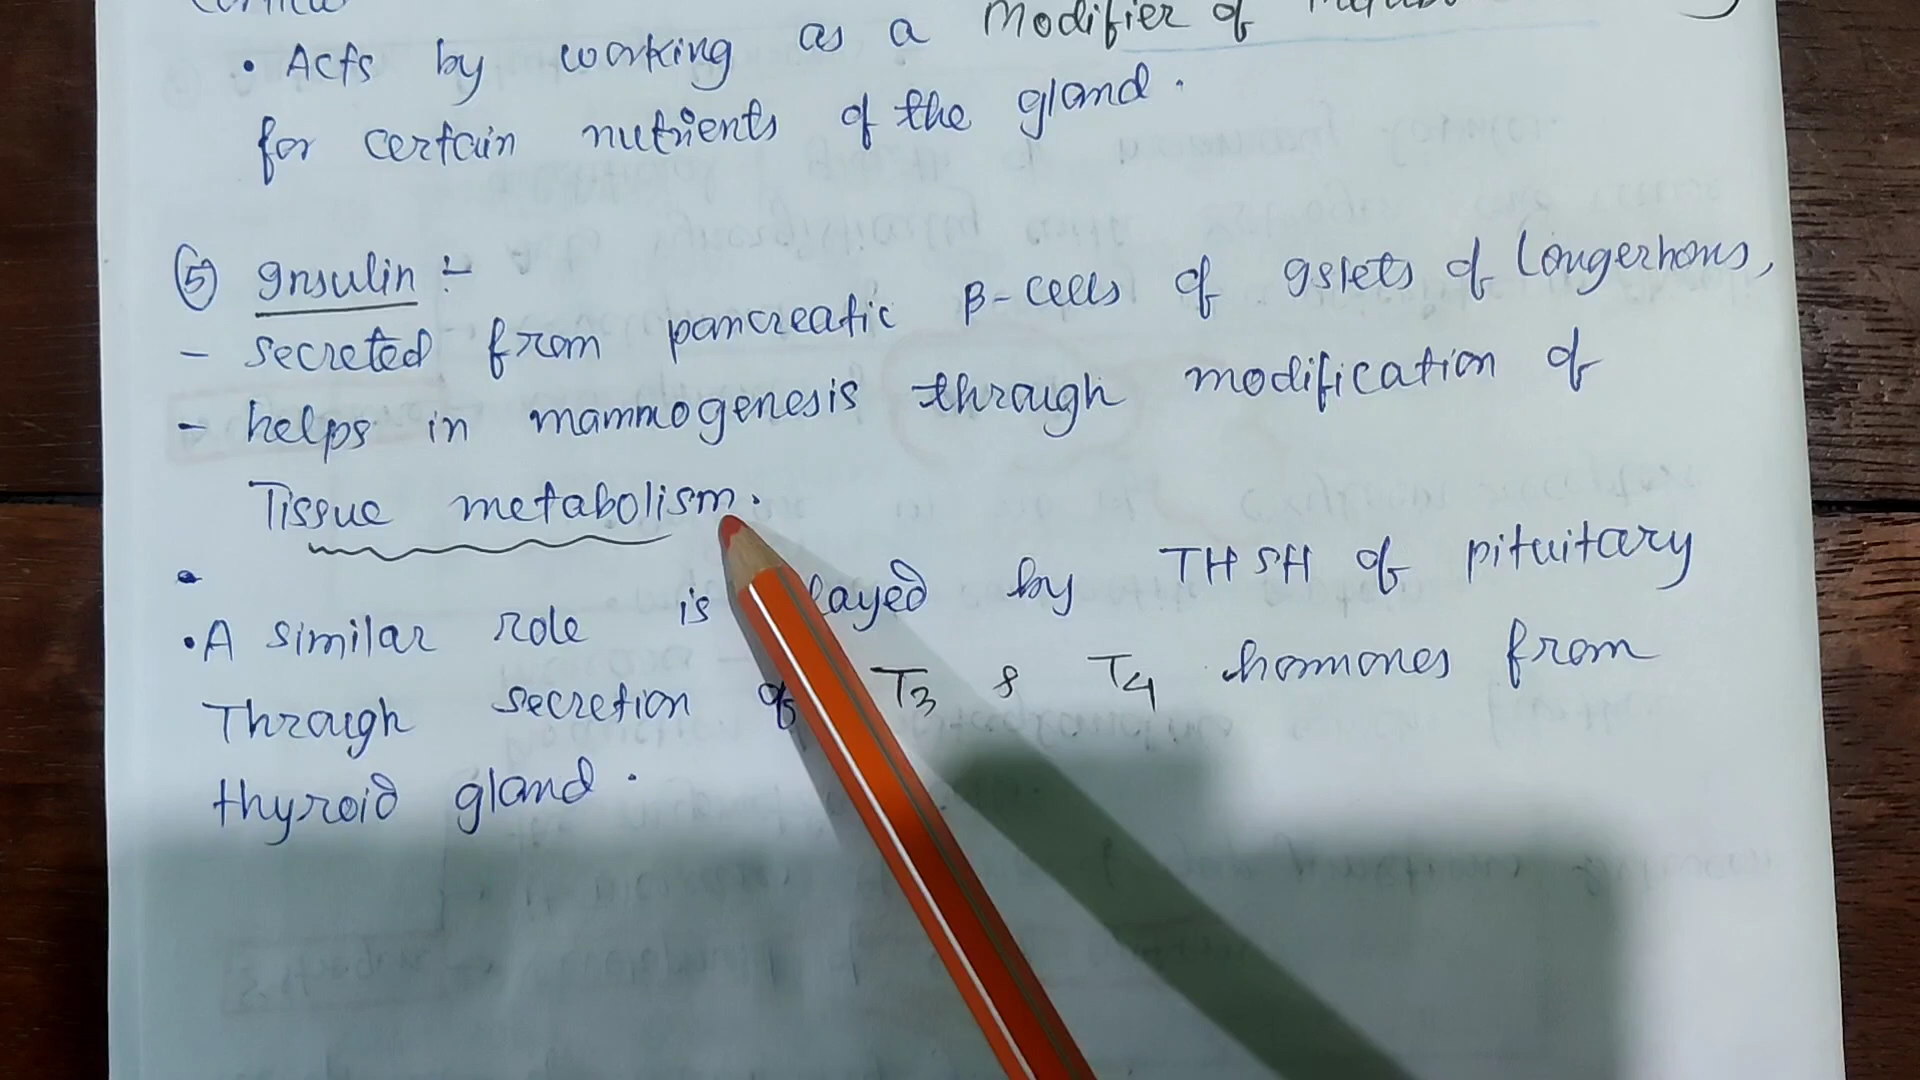 • Acts by working as a Modifier of
for certain nutrients of the gland.
⑤ Insulin :-
- secreted from pancreatic β-cells of Islets of Langerhans,
- helps in mammogenesis through modification of
Tissue metabolism.
• A similar role is layed by THSH of pituitary
Through secretion of T3 & T4 hormones from
thyroid gland.